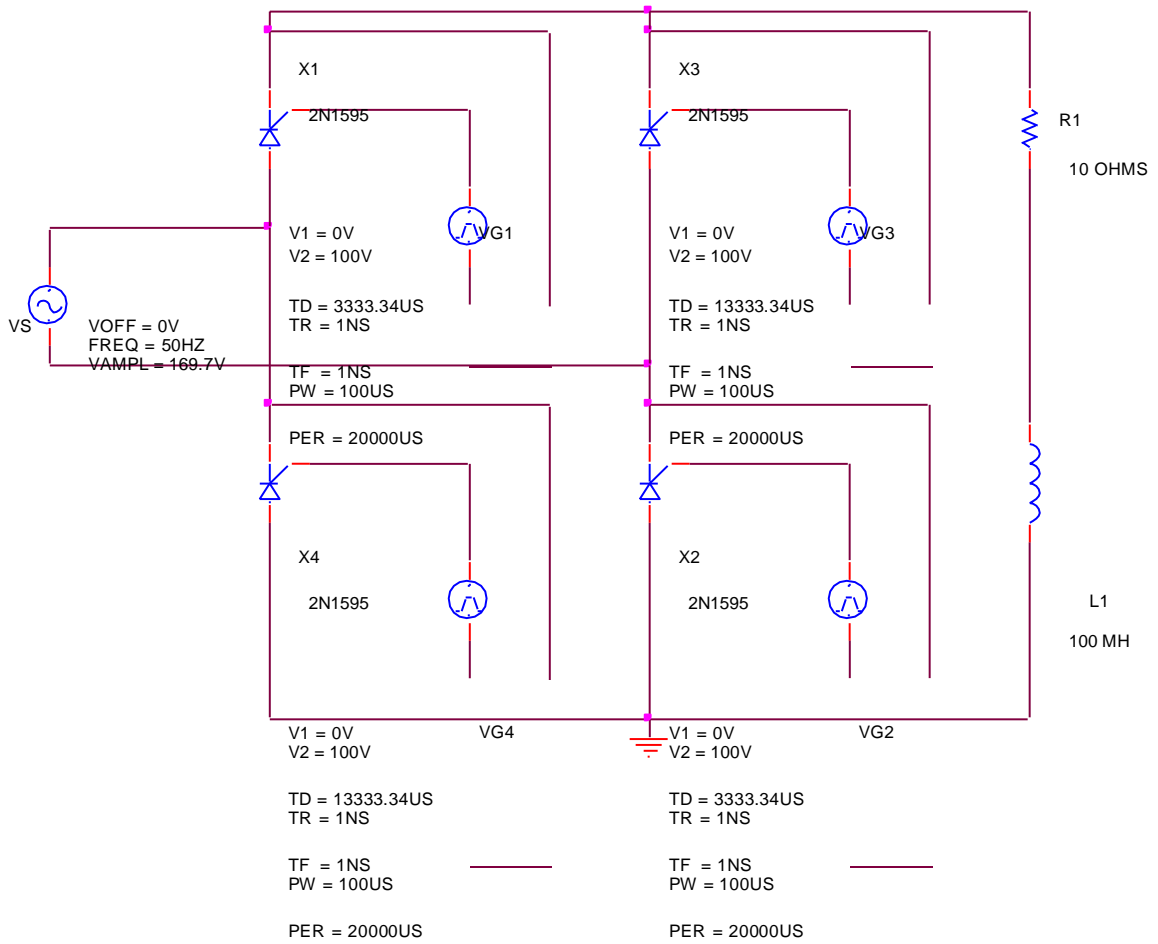 X1
X3
2N1595
2N1595
R1
10 OHMS
V1 = 0V
V2 = 100V
VG1
V1 = 0V
V2 = 100V
VG3
TD = 3333.34US
TR = 1NS
TD = 13333.34US
TR = 1NS
VS
VOFF = 0V
FREQ = 50HZ
VAMPL = 169.7V
TF = 1NS
PW = 100US
TF = 1NS
PW = 100US
PER = 20000US
PER = 20000US
X4
X2
2N1595
2N1595
L1
100 MH
V1 = 0V
V2 = 100V
VG4
V1 = 0V
V2 = 100V
VG2
TD = 13333.34US
TR = 1NS
TD = 3333.34US
TR = 1NS
TF = 1NS
PW = 100US
TF = 1NS
PW = 100US
PER = 20000US
PER = 20000US